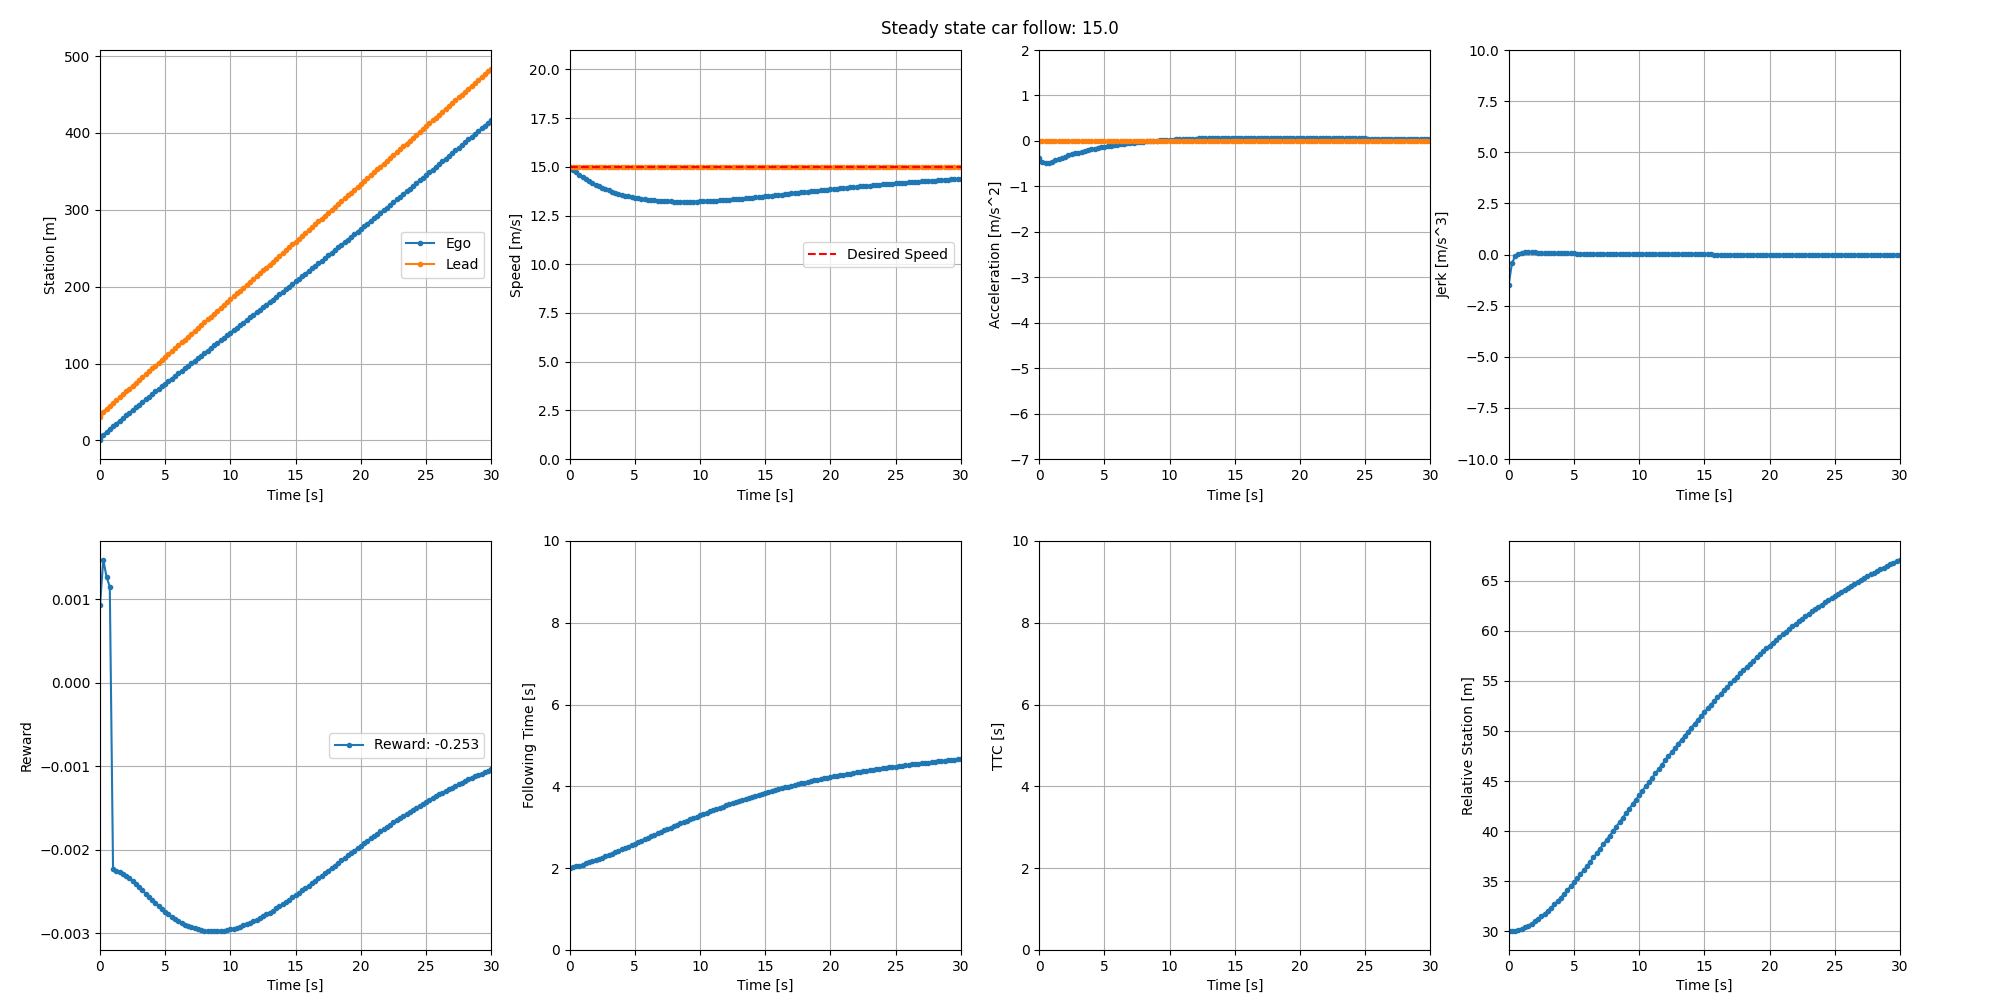 Steady state car follow: 15.0
500
400
300
200
100
0
Station [m]
0 5 10 15 20 25 30
Time [s]
Ego
Lead
20.0
17.5
15.0
12.5
10.0
7.5
5.0
2.5
0.0
Speed [m/s]
0 5 10 15 20 25 30
Time [s]
Desired Speed
2
1
0
−1
−2
−3
−4
−5
−6
−7
Acceleration [m/s^2]
0 5 10 15 20 25 30
Time [s]
10.0
7.5
5.0
2.5
0.0
−2.5
−5.0
−7.5
−10.0
Jerk [m/s^3]
0 5 10 15 20 25 30
Time [s]
0.001
0.000
−0.001
−0.002
−0.003
Reward
0 5 10 15 20 25 30
Time [s]
Reward: -0.253
10
8
6
4
2
0
Following Time [s]
0 5 10 15 20 25 30
Time [s]
10
8
6
4
2
0
TTC [s]
0 5 10 15 20 25 30
Time [s]
65
60
55
50
45
40
35
30
Relative Station [m]
0 5 10 15 20 25 30
Time [s]